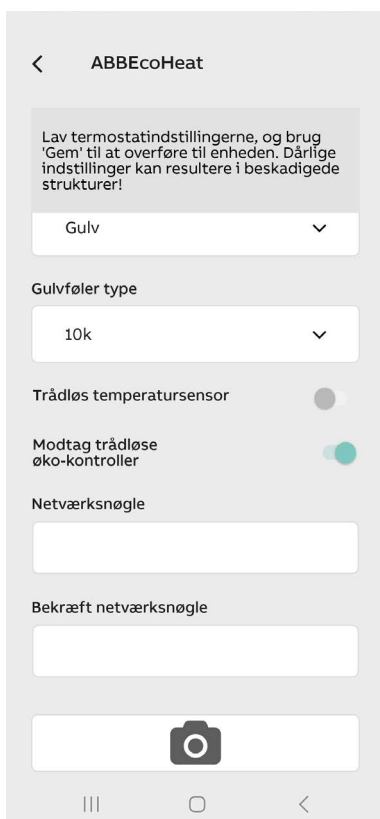 ABBEcoHeat
Lav termostatindstillingerne, og brug
'Gem' til at overføre til enheden. Dårlige
indstillinger kan resultere i beskadigede
strukturer!
Gulv
Gulvføler type
10k
Trådløs temperatursensor
Modtag trådløse
øko-kontroller
Netværksnøgle
Bekræft netværksnøgle